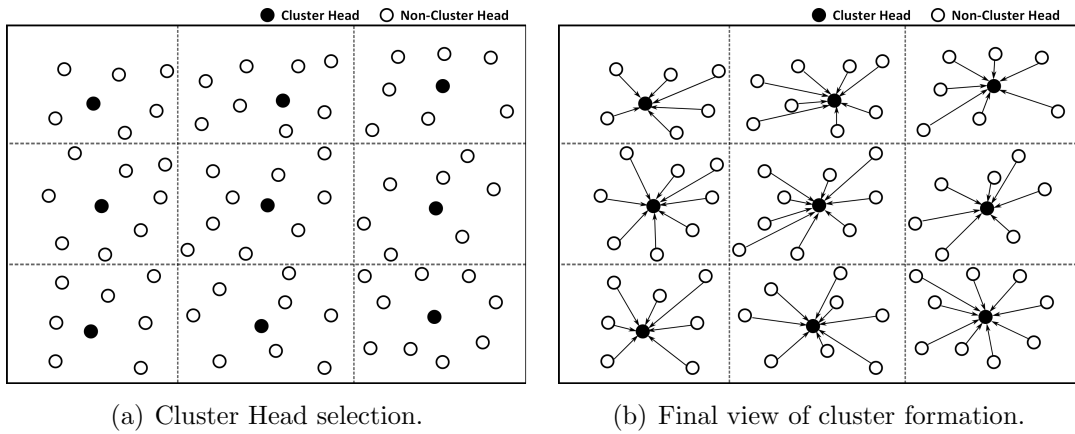 Cluster Head Non-Cluster Head
Cluster Head Non-Cluster Head
(a) Cluster Head selection.
(b) Final view of cluster formation.